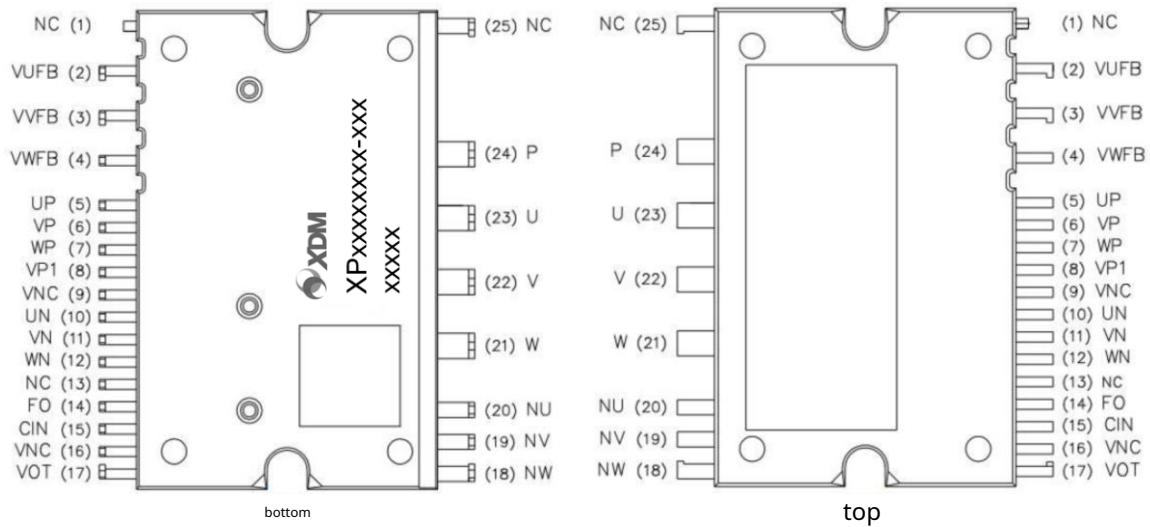 NC (1)
VUFB (2)
VVFB (3)
VWFB (4)
UP (5)
VP (6)
WP (7)
VP1 (8)
VNC (9)
UN (10)
VN (11)
WN (12)
NC (13)
FO (14)
CIN (15)
VNC (16)
VOT (17)
XDM
XPxxxxxxxx-xxx
xxxxx
(25) NC
(24) P
(23) U
(22) V
(21) W
(20) NU
(19) NV
(18) NW
bottom
NC (25)
P (24)
U (23)
V (22)
W (21)
NU (20)
NV (19)
NW (18)
(1) NC
(2) VUFB
(3) VVFB
(4) VWFB
(5) UP
(6) VP
(7) WP
(8) VP1
(9) VNC
(10) UN
(11) VN
(12) WN
(13) NC
(14) FO
(15) CIN
(16) VNC
(17) VOT
top